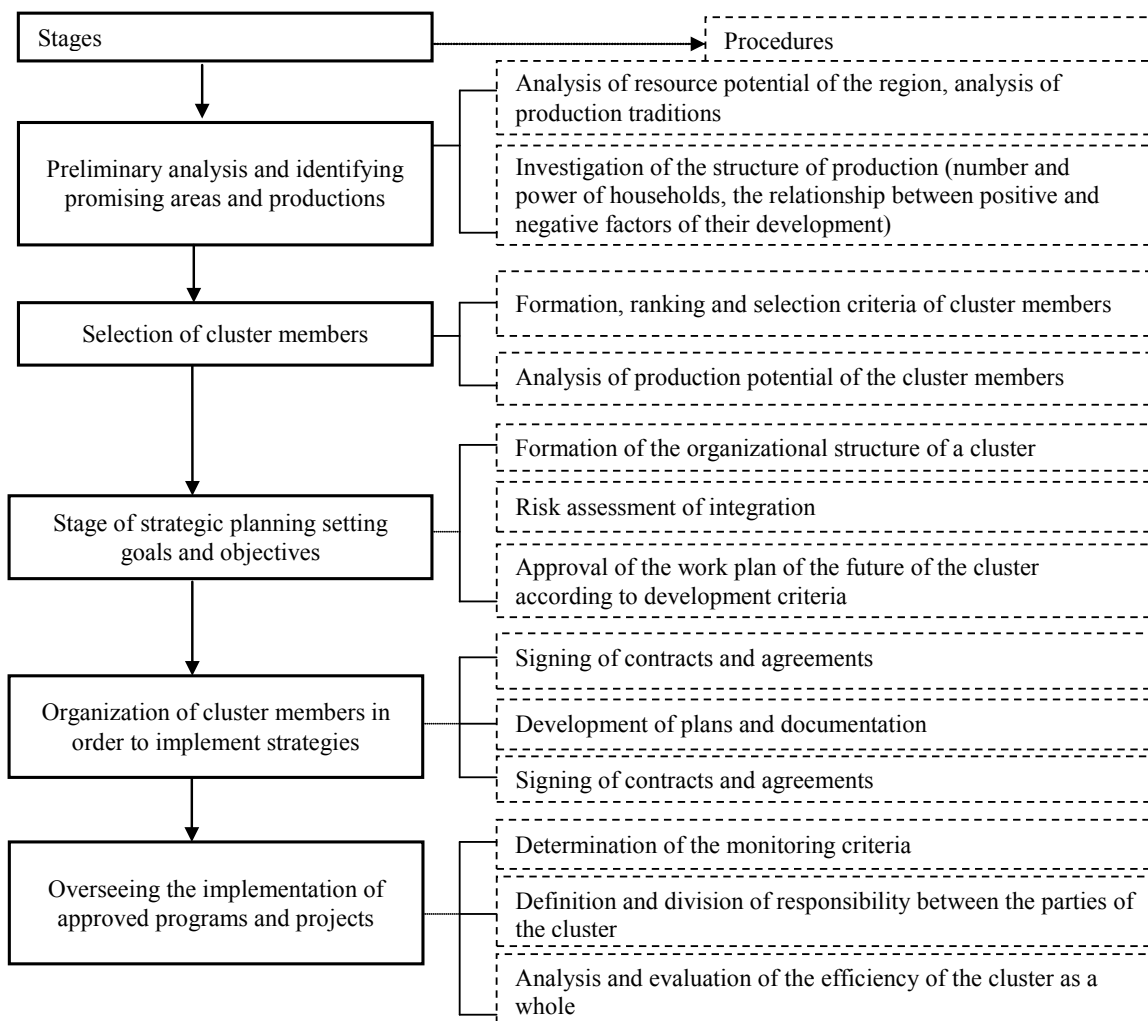 Stages
Procedures
Preliminary analysis and identifying
promising areas and productions
Analysis of resource potential of the region, analysis of
production traditions
Investigation of the structure of production (number and
power of households, the relationship between positive and
negative factors of their development)
Selection of cluster members
Formation, ranking and selection criteria of cluster members
Analysis of production potential of the cluster members
Stage of strategic planning setting
goals and objectives
Formation of the organizational structure of a cluster
Risk assessment of integration
Approval of the work plan of the future of the cluster
according to development criteria
Organization of cluster members in
order to implement strategies
Signing of contracts and agreements
Development of plans and documentation
Signing of contracts and agreements
Overseeing the implementation of
approved programs and projects
Determination of the monitoring criteria
Definition and division of responsibility between the parties of
the cluster
Analysis and evaluation of the efficiency of the cluster as a
whole